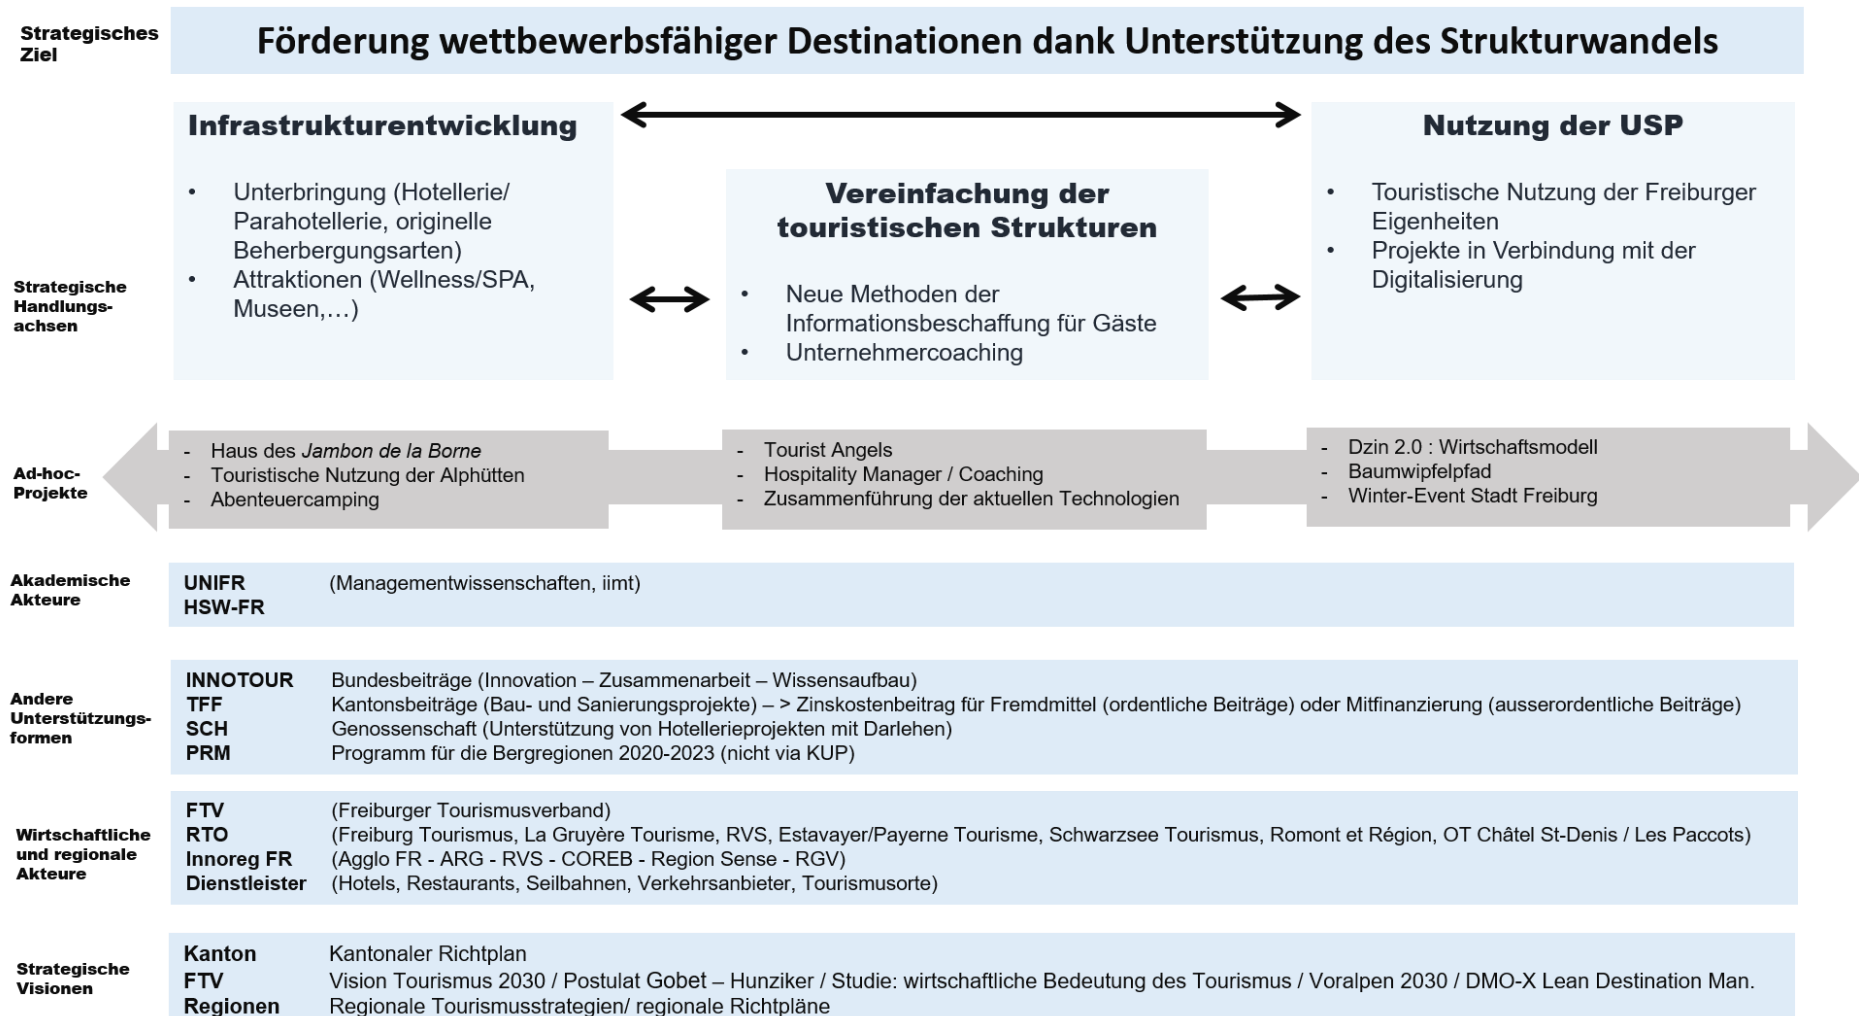 Strategisches
Ziel
Förderung wettbewerbsfähiger Destinationen dank Unterstützung des Strukturwandels
Strategische
Handlungs-
achsen
Infrastrukturentwicklung
• Unterbringung (Hotellerie/
Parahotellerie, originelle
Beherbergungsarten)
• Attraktionen (Wellness/SPA,
Museen,…)
Vereinfachung der
touristischen Strukturen
• Neue Methoden der
Informationsbeschaffung für Gäste
• Unternehmercoaching
Nutzung der USP
• Touristische Nutzung der Freiburger
Eigenheiten
• Projekte in Verbindung mit der
Digitalisierung
Ad-hoc-
Projekte
- Haus des Jambon de la Borne
- Touristische Nutzung der Alphütten
- Abenteuercamping
- Tourist Angels
- Hospitality Manager / Coaching
- Zusammenführung der aktuellen Technologien
- Dzin 2.0 : Wirtschaftsmodell
- Baumwipfelpfad
- Winter-Event Stadt Freiburg
Akademische
Akteure
UNIFR (Managementwissenschaften, iimt)
HSW-FR
Andere
Unterstützungs-
formen
INNOTOUR Bundesbeiträge (Innovation – Zusammenarbeit – Wissensaufbau)
TFF Kantonsbeiträge (Bau- und Sanierungsprojekte) – > Zinskostenbeitrag für Fremdmittel (ordentliche Beiträge) oder Mitfinanzierung (ausserordentliche Beiträge)
SCH Genossenschaft (Unterstützung von Hotellerieprojekten mit Darlehen)
PRM Programm für die Bergregionen 2020-2023 (nicht via KUP)
Wirtschaftliche
und regionale
Akteure
FTV (Freiburger Tourismusverband)
RTO (Freiburg Tourismus, La Gruyère Tourisme, RVS, Estavayer/Payerne Tourisme, Schwarzsee Tourismus, Romont et Région, OT Châtel St-Denis / Les Paccots)
Innoreg FR (Agglo FR - ARG - RVS - COREB - Region Sense - RGV)
Dienstleister (Hotels, Restaurants, Seilbahnen, Verkehrsanbieter, Tourismusorte)
Strategische
Visionen
Kanton Kantonaler Richtplan
FTV Vision Tourismus 2030 / Postulat Gobet – Hunziker / Studie: wirtschaftliche Bedeutung des Tourismus / Voralpen 2030 / DMO-X Lean Destination Man.
Regionen Regionale Tourismusstrategien/ regionale Richtpläne